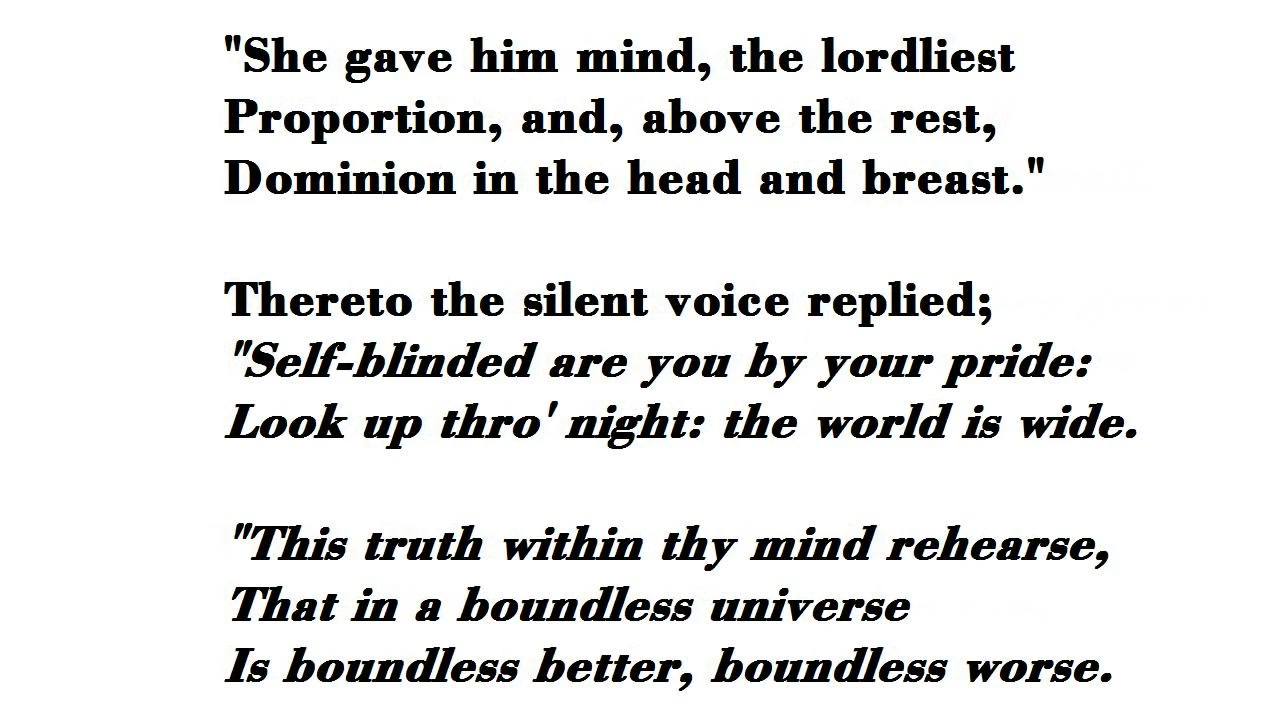 "She gave him mind, the lordliest
Proportion, and, above the rest,
Dominion in the head and breast."
Thereto the silent voice replied;
"Self-blinded are you by your pride:
Look up thro' night: the world is wide.
"This truth within thy mind rehearse,
That in a boundless universe
Is boundless better, boundless worse.